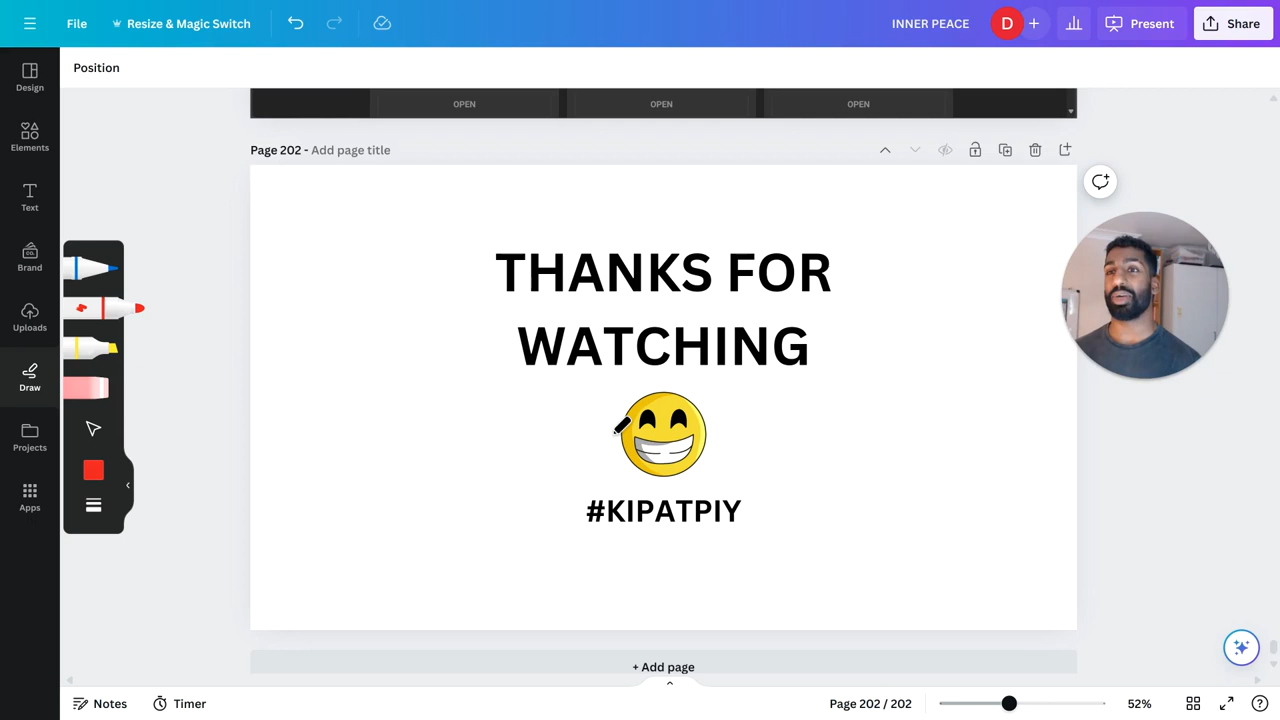 File
Resize & Magic Switch
INNER PEACE
D
Present
Share
Position
Design
Elements
Text
Brand
Uploads
Draw
Projects
Apps
OPEN
OPEN
OPEN
Page 202 - Add page title
THANKS FOR
WATCHING
#KIPATPIY
+ Add page
Notes
Timer
Page 202 / 202
52%